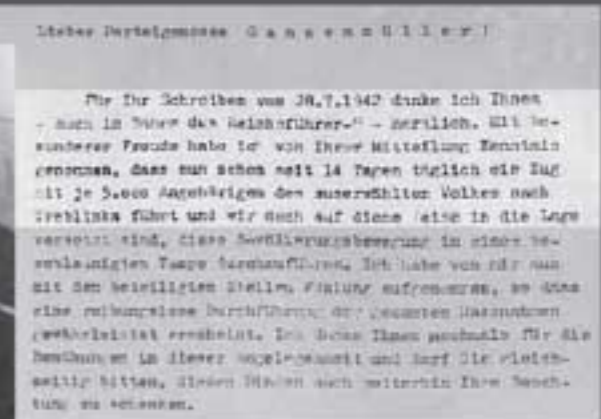 Lieber Parteigenosse G a n z e n m ü l l e r !
Für Ihr Schreiben vom 28.7.1942 danke ich Ihnen
- auch im Namen des Reichsführers-" - herzlich. Mit be-
sonderer Freude habe ich von Ihrer Mitteilung Kenntnis
genommen, dass nun schon seit 14 Tagen täglich ein Zug
mit je 5.000 Angehörigen des auserwählten Volkes nach
Treblinka führt und wir doch auf diese Weise in die Lage
versetzt sind, diese Bevölkerungsbewegung in einem be-
schleunigten Tempo durchzuführen. Ich habe von mir aus
mit den beteiligten Stellen Fühlung aufgenommen, so dass
eine reibungslose Durchführung der gesamten Massnahmen
gewährleistet erscheint. Ich danke Ihnen nochmals für die
Bemühungen in dieser Angelegenheit und darf Sie gleich-
zeitig bitten, diesen Dingen auch weiterhin Ihre Beach-
tung zu schenken.